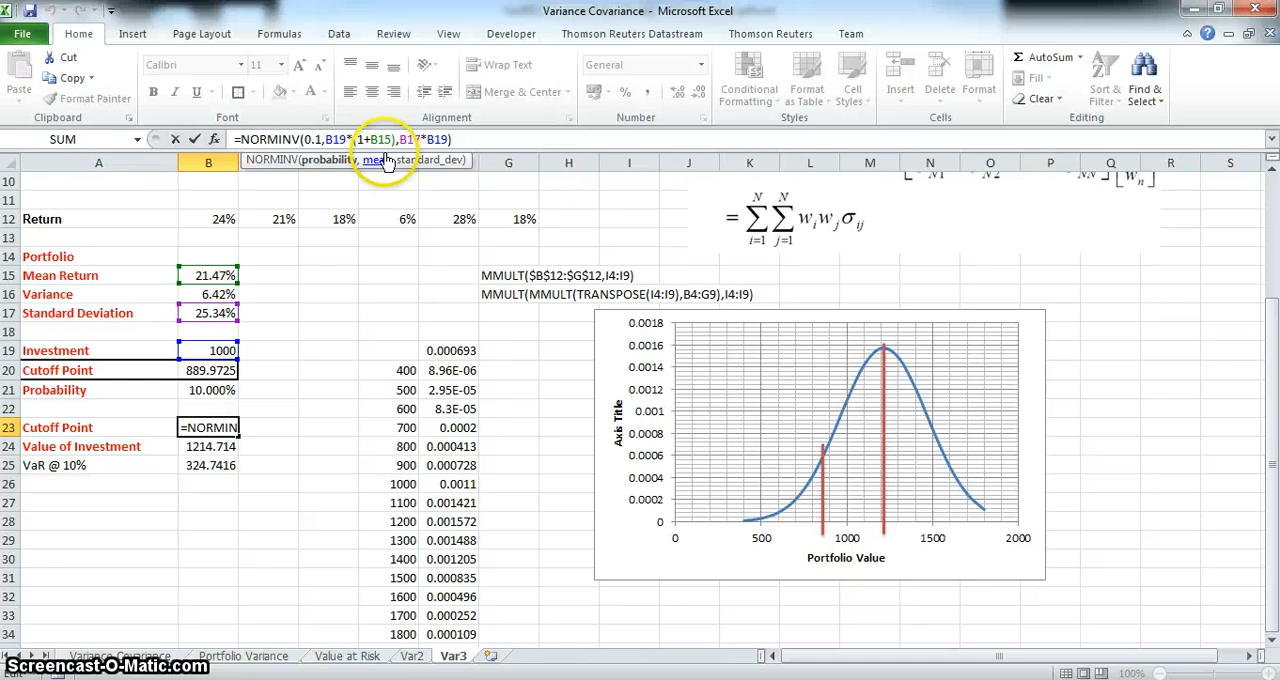 Variance Covariance - Microsoft Excel
File Home Insert Page Layout Formulas Data Review View Developer Thomson Reuters Datastream Thomson Reuters Team
Paste Cut Calibri 11 Wrap Text General Conditional Formatting Format as Table Cell Styles Insert Delete Format Σ AutoSum Sort & Filter Find & Select
Copy B I U Merge & Center % , Fill
Format Painter Clear
Clipboard Font Alignment Number Styles Cells Editing
SUM fx =NORMINV(0.1,B19*(1+B15),B17*B19)
NORMINV(probability, mean, standard_dev)
A B G H I J K L M N O P Q R S
10
11
12 Return 24% 21% 18% 6% 28% 18%
13
14 Portfolio
15 Mean Return 21.47% MMULT($B$12:$G$12,I4:I9)
16 Variance 6.42% MMULT(MMULT(TRANSPOSE(I4:I9),B4:G9),I4:I9)
17 Standard Deviation 25.34%
18
19 Investment 1000 0.000693
20 Cutoff Point .9725 400 8.96E-06
21 Probability 10.00% 500 2.95E-05
22 600 8.3E-05
23 Cutoff Point =NORMIN 700 0.0002
24 Value of Investment 1214.714 800 0.000413
25 VaR @ 10% 324.7416 900 0.000728
26 1000 0.0011
27 1100 0.001421
28 1200 0.001572
29 1300 0.001488
30 1400 0.001205
31 1500 0.000835
32 1600 0.000496
33 1700 0.000252
34 1800 0.000109
= N Σ i=1 N Σ j=1 wiwjσij
0.0018
0.0016
0.0014
0.0012
0.001
0.0008
0.0006
0.0004
0.0002
0
Axis Title
0 500 1000 1500 2000
Portfolio Value
Variance Covariance Portfolio Variance Value at Risk Var2 Var3
Screencast-O-Matic.com
100%